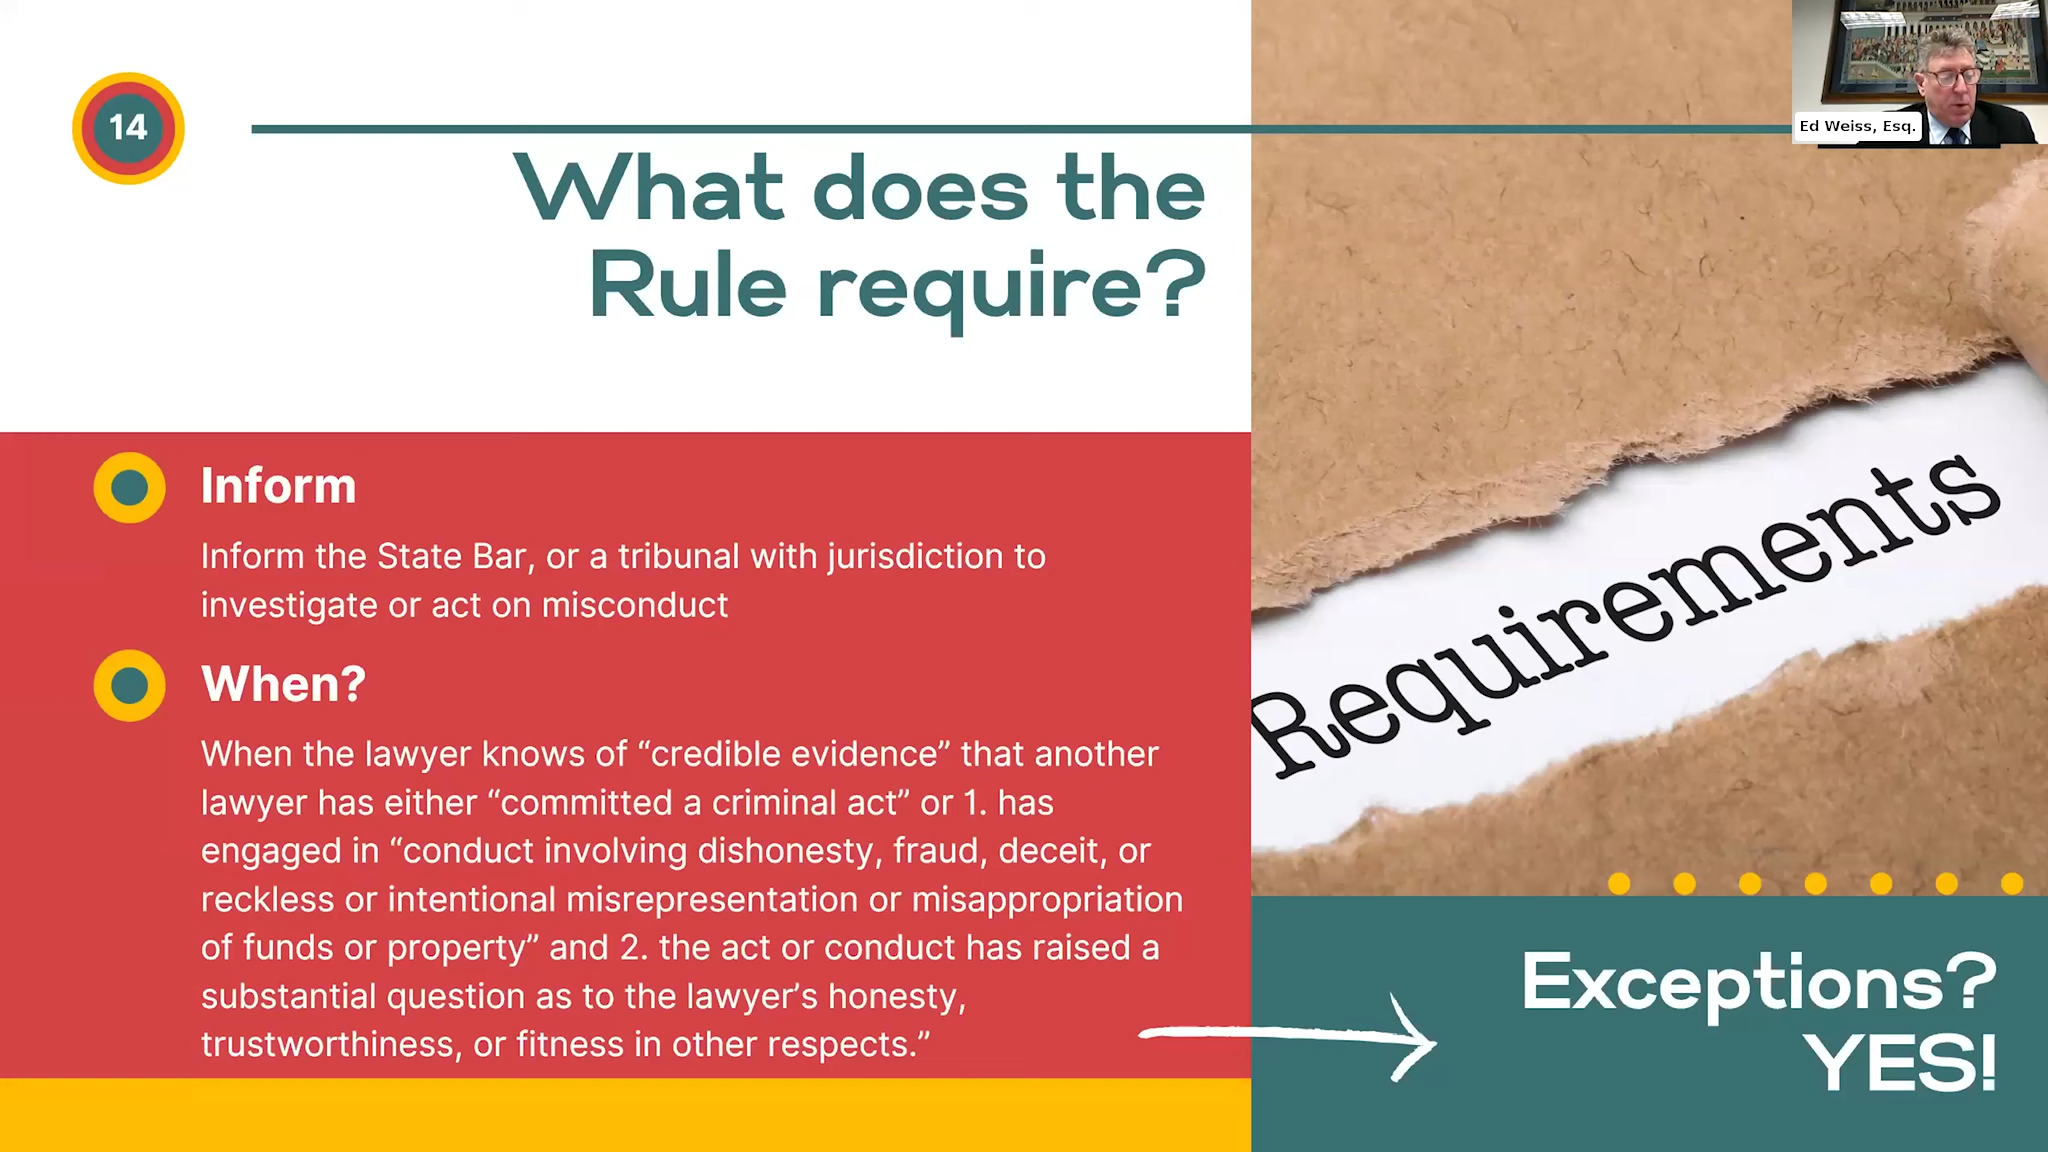 14
Ed Weiss, Esq.
What does the
Rule require?
Inform
Inform the State Bar, or a tribunal with jurisdiction to
investigate or act on misconduct
When?
When the lawyer knows of “credible evidence” that another
lawyer has either “committed a criminal act” or 1. has
engaged in “conduct involving dishonesty, fraud, deceit, or
reckless or intentional misrepresentation or misappropriation
of funds or property” and 2. the act or conduct has raised a
substantial question as to the lawyer’s honesty,
trustworthiness, or fitness in other respects.”
Requirements
Exceptions?
YES!